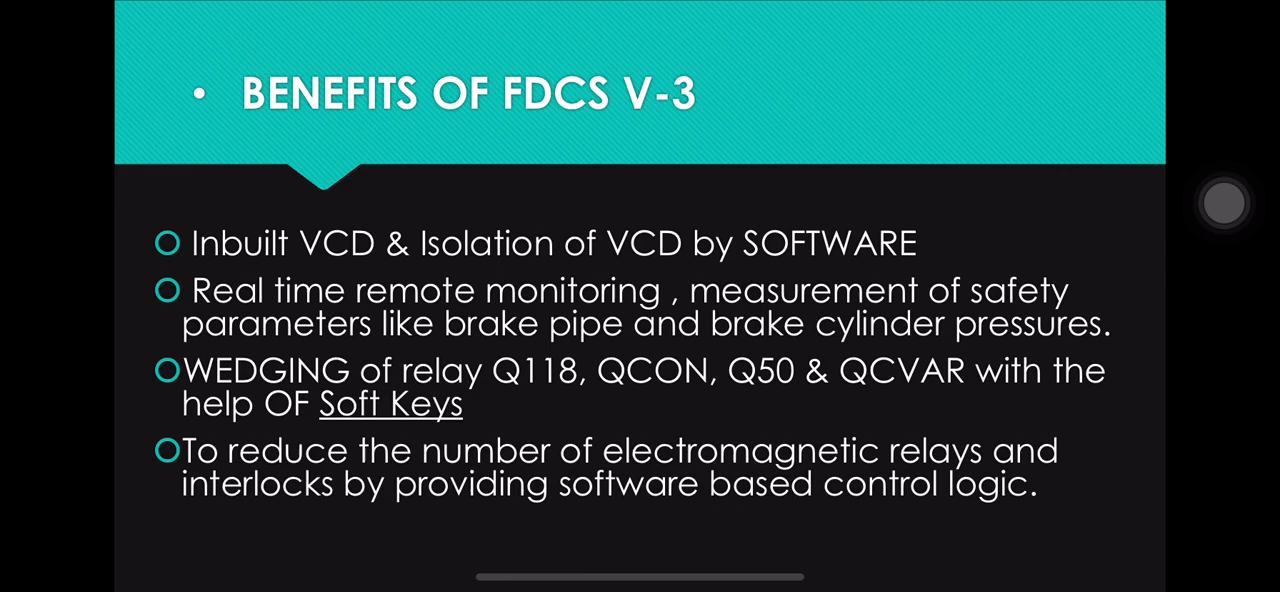 • BENEFITS OF FDCS V-3
Inbuilt VCD & Isolation of VCD by SOFTWARE
Real time remote monitoring , measurement of safety
parameters like brake pipe and brake cylinder pressures.
WEDGING of relay Q118, QCON, Q50 & QCVAR with the
help OF Soft Keys
To reduce the number of electromagnetic relays and
interlocks by providing software based control logic.